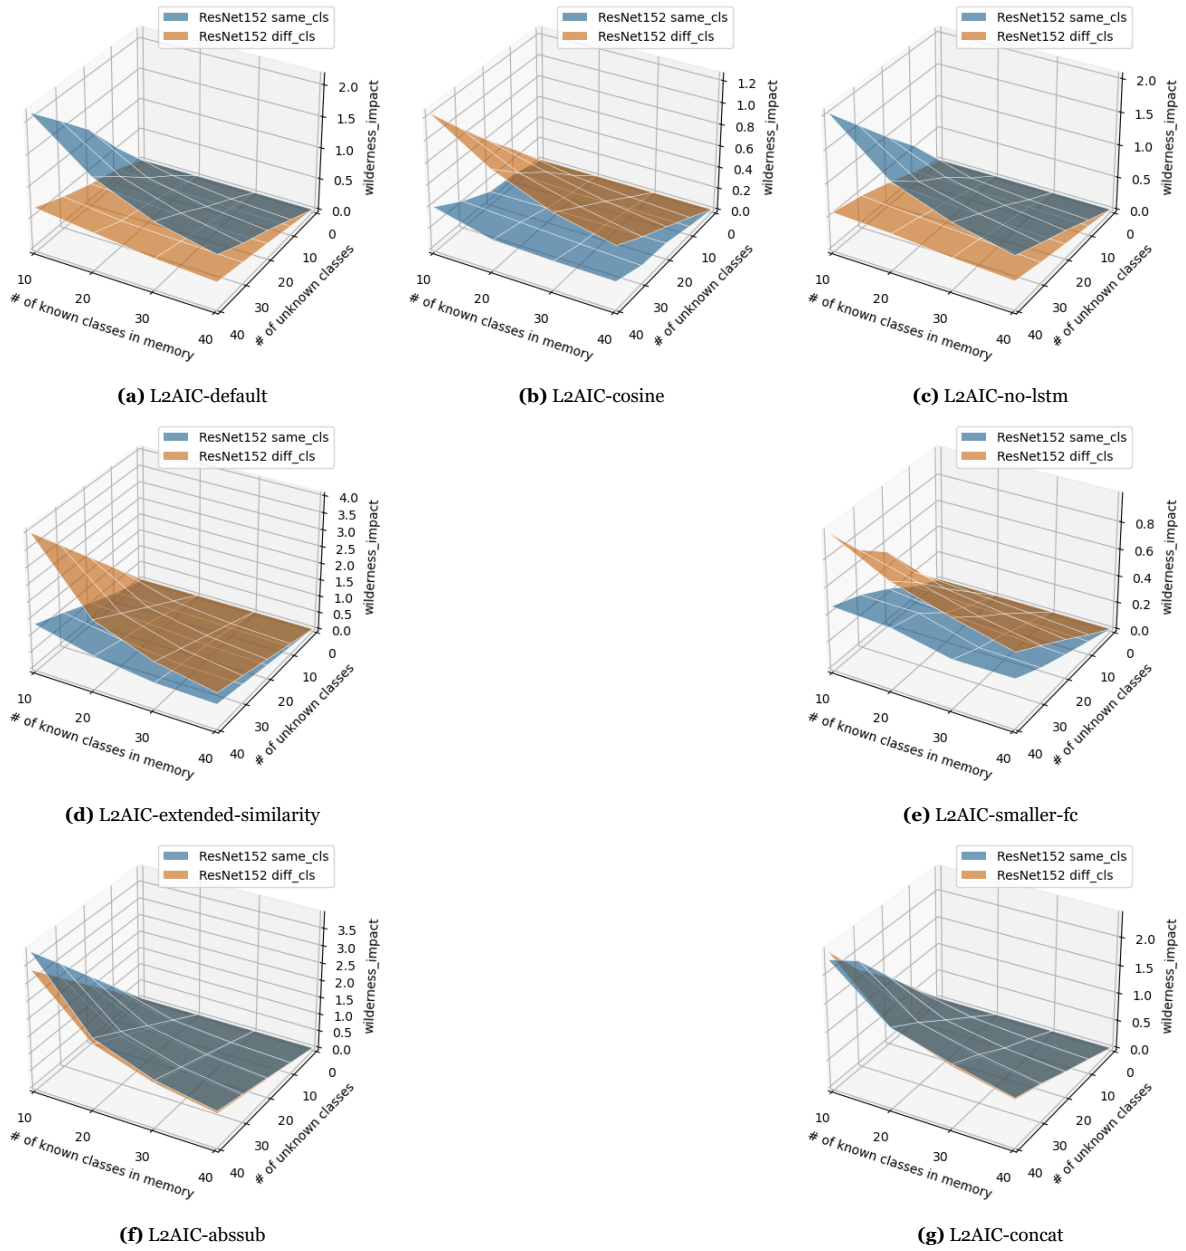 ResNet152 same_cls
ResNet152 diff_cls
2.0
1.5
1.0
0.5
0.0
wilderness_impact
10
20
30
40
# of known classes in memory
0
10
20
30
40
# of unknown classes
(a) L2AIC-default
ResNet152 same_cls
ResNet152 diff_cls
1.2
1.0
0.8
0.6
0.4
0.2
0.0
wilderness_impact
10
20
30
40
# of known classes in memory
0
10
20
30
40
# of unknown classes
(b) L2AIC-cosine
ResNet152 same_cls
ResNet152 diff_cls
2.0
1.5
1.0
0.5
0.0
wilderness_impact
10
20
30
40
# of known classes in memory
0
10
20
30
40
# of unknown classes
(c) L2AIC-no-lstm
ResNet152 same_cls
ResNet152 diff_cls
4.0
3.5
3.0
2.5
2.0
1.5
1.0
0.5
0.0
wilderness_impact
10
20
30
40
# of known classes in memory
0
10
20
30
40
# of unknown classes
(d) L2AIC-extended-similarity
ResNet152 same_cls
ResNet152 diff_cls
0.8
0.6
0.4
0.2
0.0
wilderness_impact
10
20
30
40
# of known classes in memory
0
10
20
30
40
# of unknown classes
(e) L2AIC-smaller-fc
ResNet152 same_cls
ResNet152 diff_cls
3.5
3.0
2.5
2.0
1.5
1.0
0.5
0.0
wilderness_impact
10
20
30
40
# of known classes in memory
0
10
20
30
40
# of unknown classes
(f) L2AIC-abssub
ResNet152 same_cls
ResNet152 diff_cls
2.0
1.5
1.0
0.5
0.0
wilderness_impact
10
20
30
40
# of known classes in memory
0
10
20
30
40
# of unknown classes
(g) L2AIC-concat